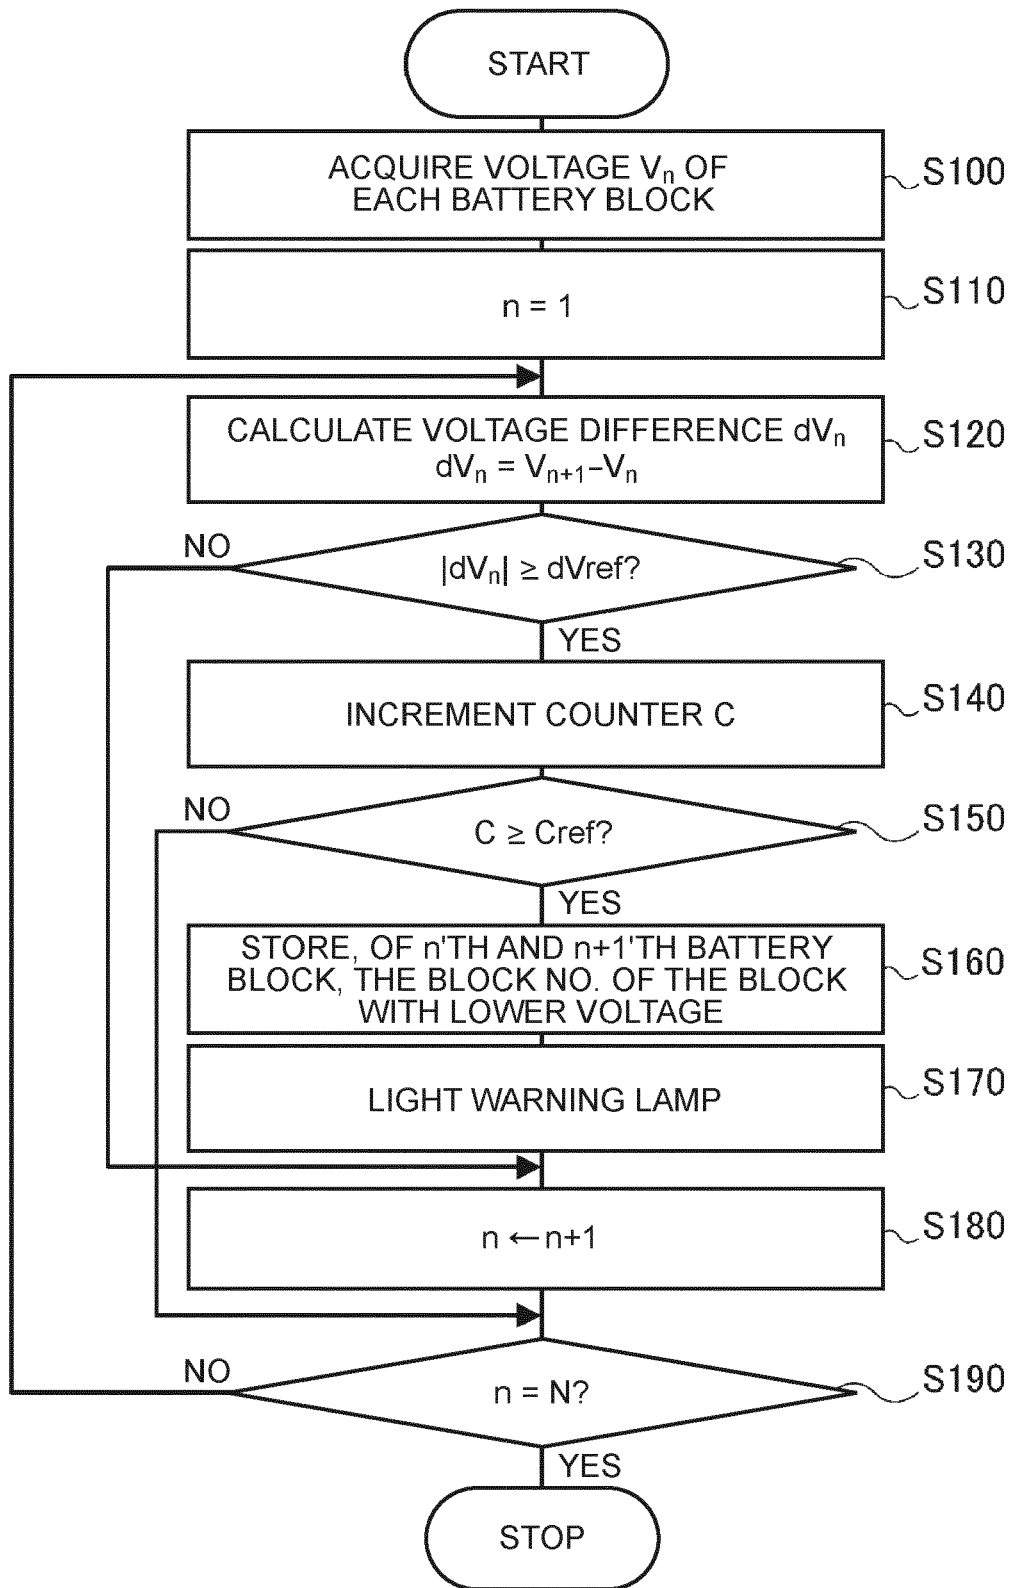 START
ACQUIRE VOLTAGE Vn OF
EACH BATTERY BLOCK
S100
n = 1
S110
CALCULATE VOLTAGE DIFFERENCE dVn
dVn = Vn+1–Vn
S120
NO
|dVn| ≥ dVref?
S130
YES
INCREMENT COUNTER C
S140
NO
C ≥ Cref?
S150
YES
STORE, OF n'TH AND n+1'TH BATTERY
BLOCK, THE BLOCK NO. OF THE BLOCK
WITH LOWER VOLTAGE
S160
LIGHT WARNING LAMP
S170
n ← n+1
S180
NO
n = N?
S190
YES
STOP